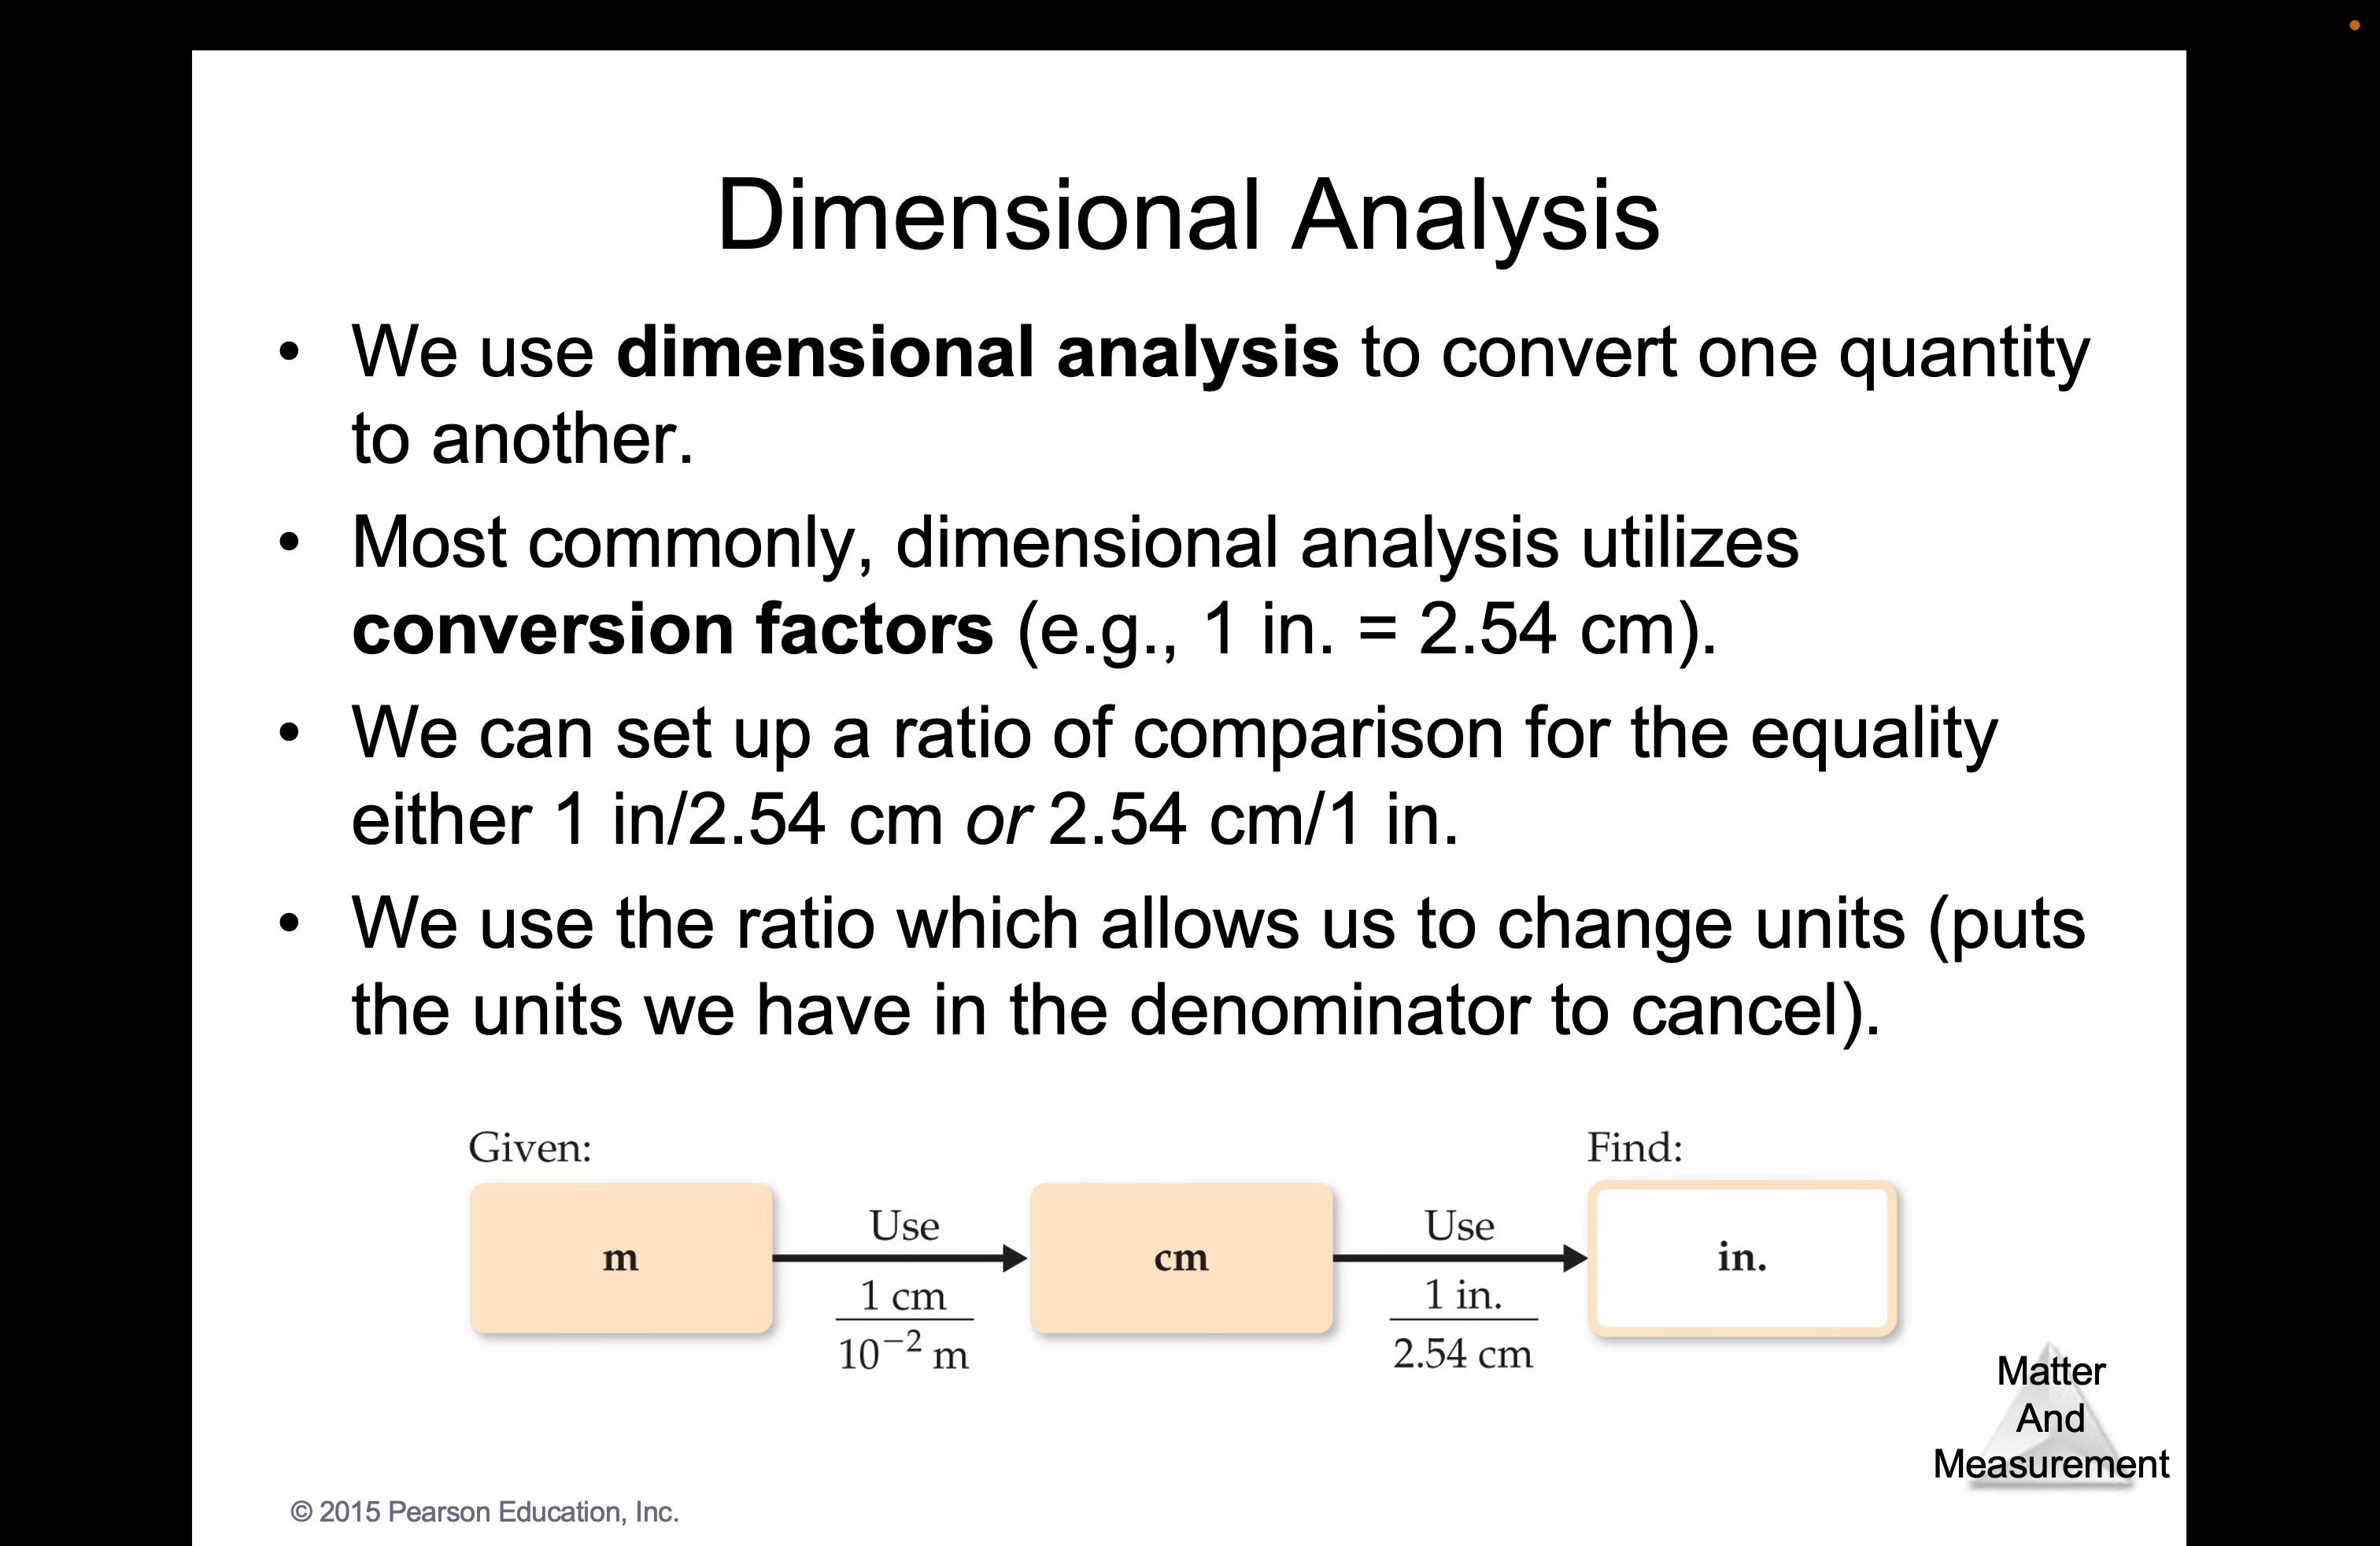 Dimensional Analysis
• We use dimensional analysis to convert one quantity
to another.
• Most commonly, dimensional analysis utilizes
conversion factors (e.g., 1 in. = 2.54 cm).
• We can set up a ratio of comparison for the equality
either 1 in/2.54 cm or 2.54 cm/1 in.
• We use the ratio which allows us to change units (puts
the units we have in the denominator to cancel).
Given:
m
Use
1 cm
10⁻² m
cm
Use
1 in.
2.54 cm
Find:
in.
Matter
And
Measurement
© 2015 Pearson Education, Inc.